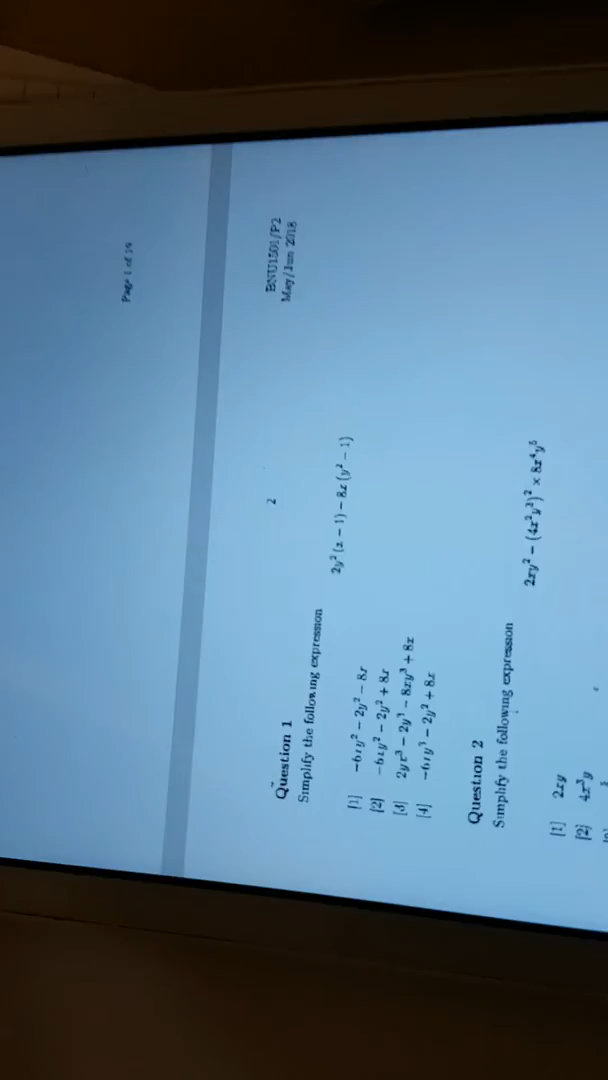 Page 1 of 19
2
BNU1501/P2
May/Jun 2018
Question 1
Simplify the following expression
2y² (x − 1) − 8x (y² − 1)
[1] −6xy² − 2y² − 8x
[2] −6xy² − 2y² + 8x
[3] 2yx³ − 2y³ − 8xy³ + 8x
[4] −6xy³ − 2y² + 8x
Question 2
Simplify the following expression
2xy² − (4x²y³)² × 8x⁴y⁵
[1] 2xy
[2] 4x³y